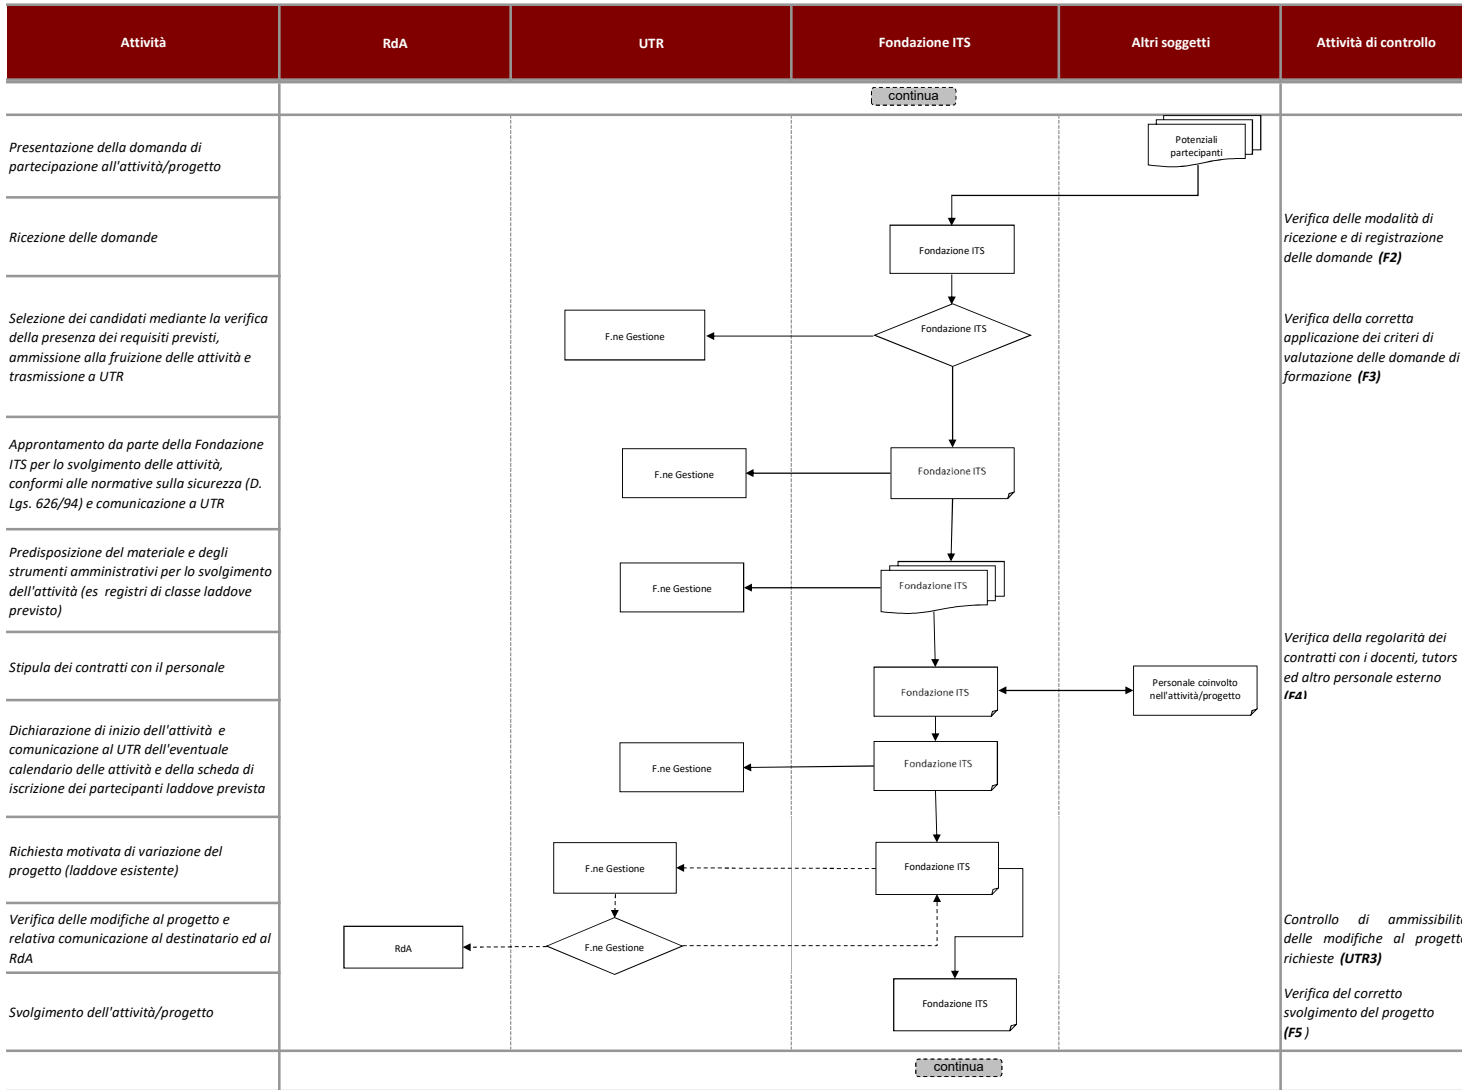 Attività
RdA
UTR
Fondazione ITS
Altri soggetti
Attività di controllo
continua
Presentazione della domanda di
partecipazione all'attività/progetto
Potenziali
partecipanti
Ricezione delle domande
Fondazione ITS
Verifica delle modalità di
ricezione e di registrazione
delle domande (F2)
Selezione dei candidati mediante la verifica
della presenza dei requisiti previsti,
ammissione alla fruizione delle attività e
trasmissione a UTR
F.ne Gestione
Fondazione ITS
Verifica della corretta
applicazione dei criteri di
valutazione delle domande di
formazione (F3)
Approntamento da parte della Fondazione
ITS per lo svolgimento delle attività,
conformi alle normative sulla sicurezza (D.
Lgs. 626/94) e comunicazione a UTR
F.ne Gestione
Fondazione ITS
Predisposizione del materiale e degli
strumenti amministrativi per lo svolgimento
dell'attività (es registri di classe laddove
previsto)
F.ne Gestione
Fondazione ITS
Stipula dei contratti con il personale
Fondazione ITS
Personale coinvolto
nell'attività/progetto
Verifica della regolarità dei
contratti con i docenti, tutors
ed altro personale esterno
(F4)
Dichiarazione di inizio dell'attività e
comunicazione al UTR dell'eventuale
calendario delle attività e della scheda di
iscrizione dei partecipanti laddove prevista
F.ne Gestione
Fondazione ITS
Richiesta motivata di variazione del
progetto (laddove esistente)
F.ne Gestione
Fondazione ITS
Verifica delle modifiche al progetto e
relativa comunicazione al destinatario ed al
RdA
RdA
F.ne Gestione
Controllo di ammissibilità
delle modifiche al progetto
richieste (UTR3)
Svolgimento dell'attività/progetto
Fondazione ITS
Verifica del corretto
svolgimento del progetto
(F5 )
continua